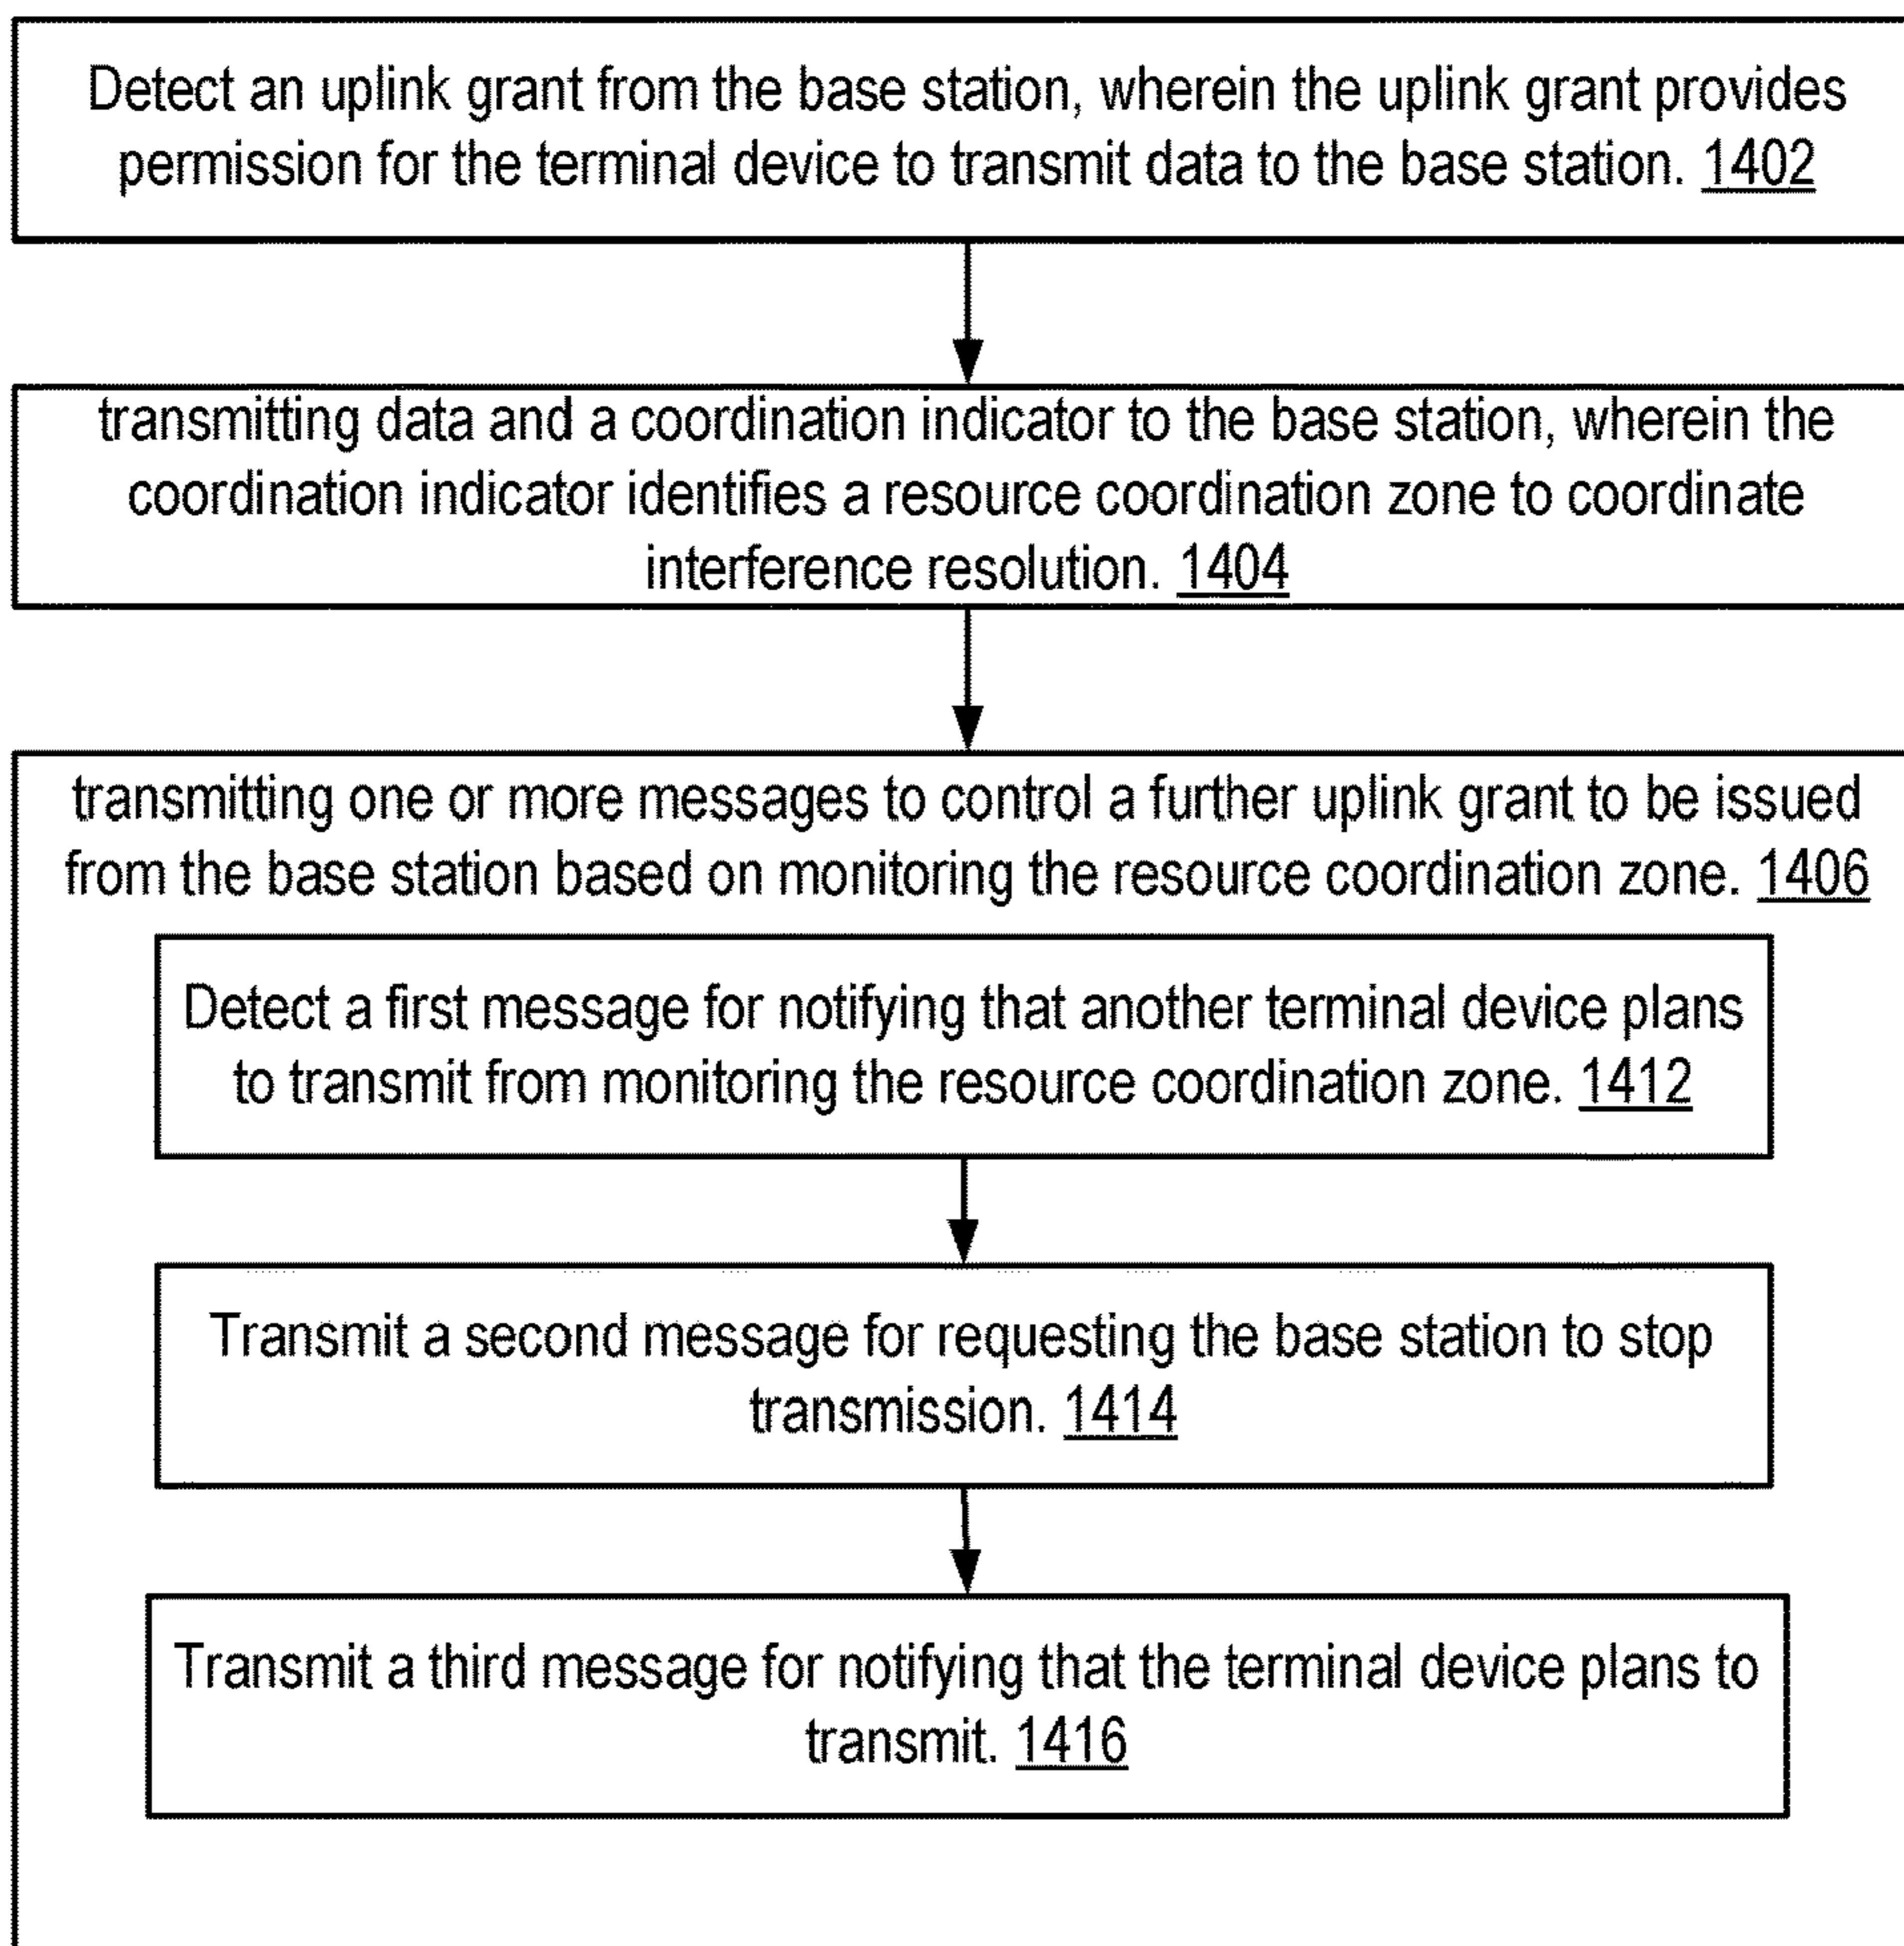 Detect an uplink grant from the base station, wherein the uplink grant provides
permission for the terminal device to transmit data to the base station. 1402
transmitting data and a coordination indicator to the base station, wherein the
coordination indicator identifies a resource coordination zone to coordinate
interference resolution. 1404
transmitting one or more messages to control a further uplink grant to be issued
from the base station based on monitoring the resource coordination zone. 1406
Detect a first message for notifying that another terminal device plans
to transmit from monitoring the resource coordination zone. 1412
Transmit a second message for requesting the base station to stop
transmission. 1414
Transmit a third message for notifying that the terminal device plans to
transmit. 1416